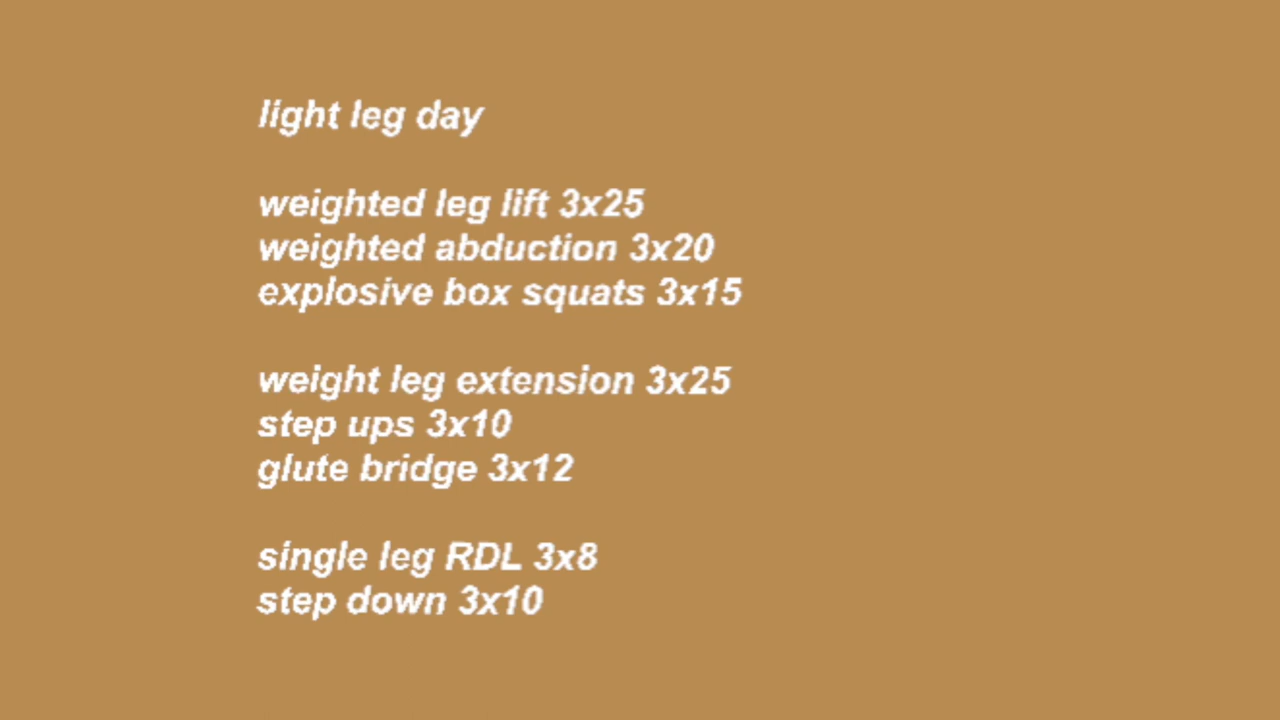 light leg day
weighted leg lift 3x25
weighted abduction 3x20
explosive box squats 3x15
weight leg extension 3x25
step ups 3x10
glute bridge 3x12
single leg RDL 3x8
step down 3x10